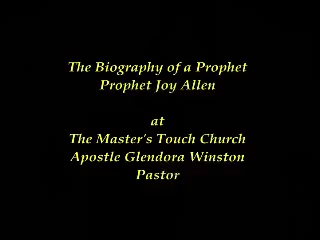 The Biography of a Prophet
Prophet Joy Allen
at
The Master's Touch Church
Apostle Glendora Winston
Pastor